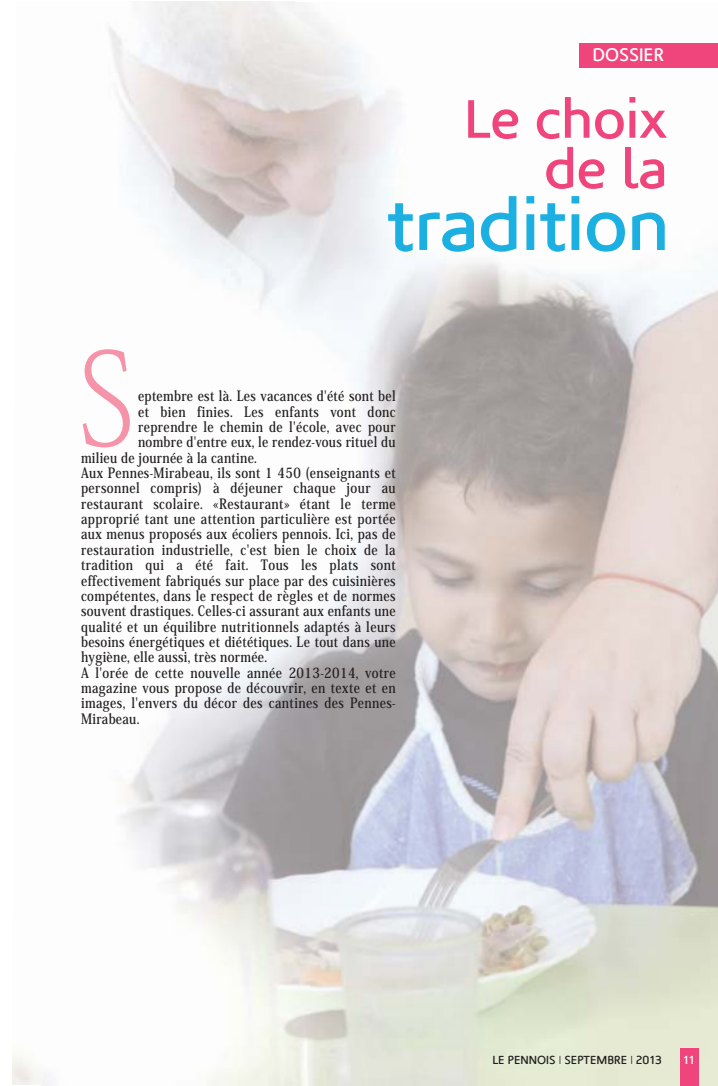 DOSSIER
Le choix
de la
tradition
Septembre est là. Les vacances d'été sont bel
et bien finies. Les enfants vont donc
reprendre le chemin de l'école, avec pour
nombre d'entre eux, le rendez-vous rituel du
milieu de journée à la cantine.
Aux Pennes-Mirabeau, ils sont 1 450 (enseignants et
personnel compris) à déjeuner chaque jour au
restaurant scolaire. «Restaurant» étant le terme
approprié tant une attention particulière est portée
aux menus proposés aux écoliers pennois. Ici, pas de
restauration industrielle, c'est bien le choix de la
tradition qui a été fait. Tous les plats sont
effectivement fabriqués sur place par des cuisinières
compétentes, dans le respect de règles et de normes
souvent drastiques. Celles-ci assurant aux enfants une
qualité et un équilibre nutritionnels adaptés à leurs
besoins énergétiques et diététiques. Le tout dans une
hygiène, elle aussi, très normée.
A l'orée de cette nouvelle année 2013-2014, votre
magazine vous propose de découvrir, en texte et en
images, l'envers du décor des cantines des Pennes-
Mirabeau.
LE PENNOIS | SEPTEMBRE | 2013 11